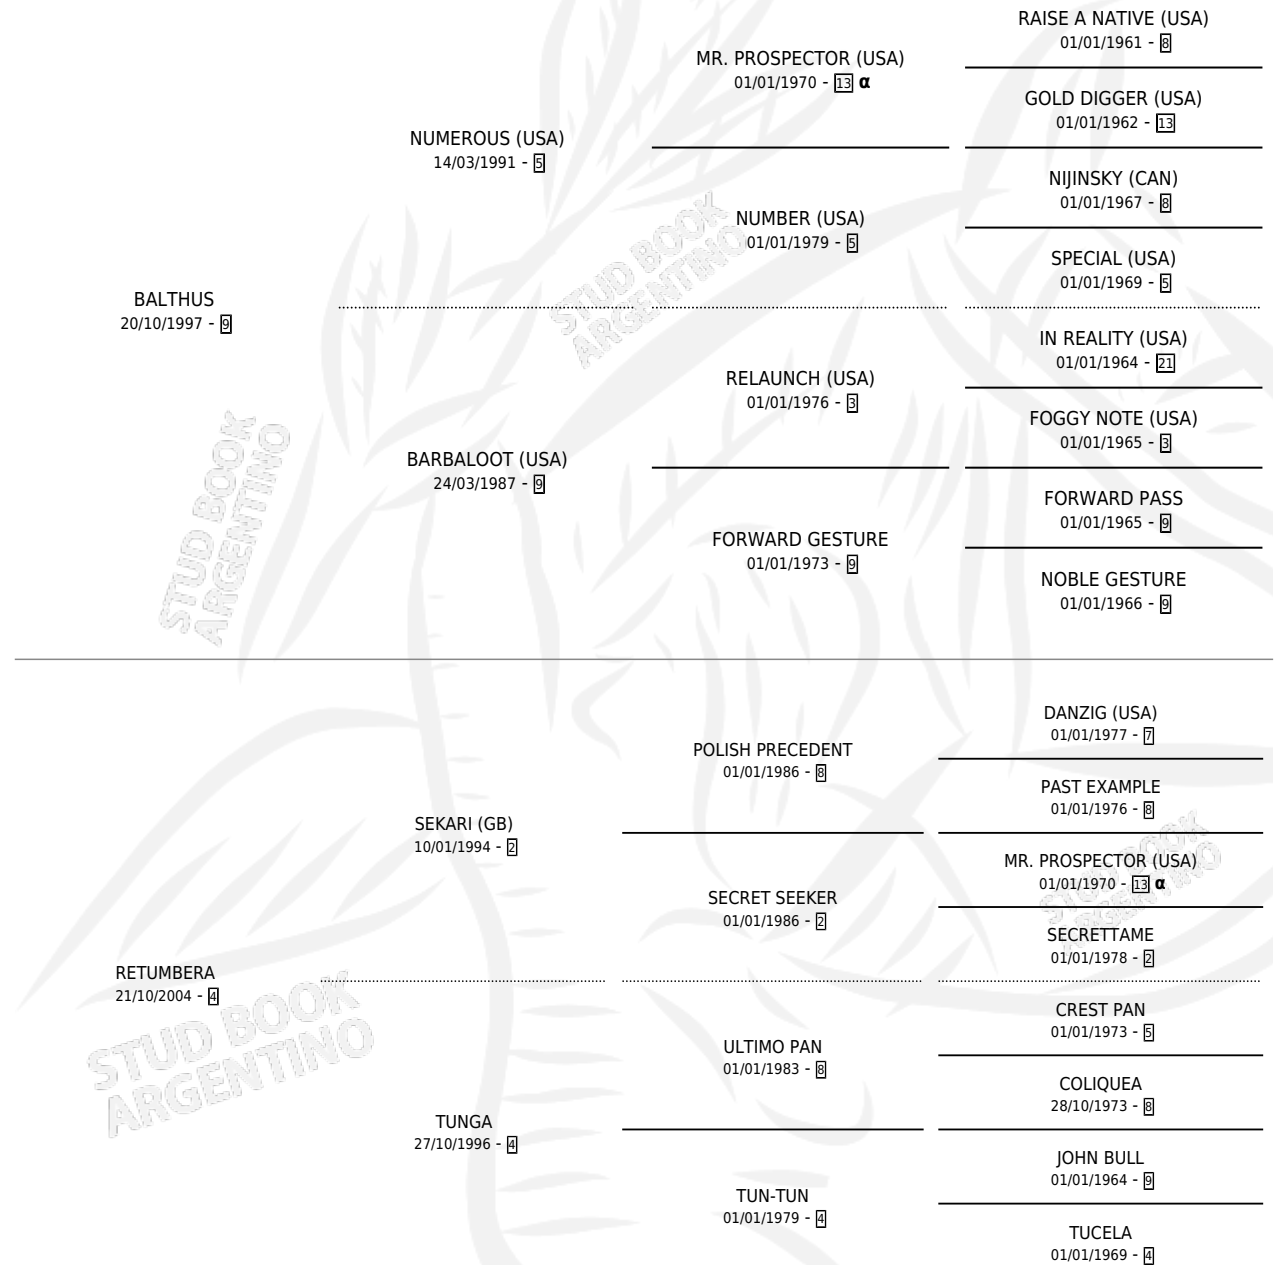 RAISE A NATIVE (USA)
01/01/1961 - 8
MR. PROSPECTOR (USA)
01/01/1970 - 13 α
GOLD DIGGER (USA)
01/01/1962 - 13
NUMEROUS (USA)
14/03/1991 - 5
NIJINSKY (CAN)
01/01/1967 - 8
NUMBER (USA)
01/01/1979 - 5
SPECIAL (USA)
01/01/1969 - 5
BALTHUS
20/10/1997 - 9
IN REALITY (USA)
01/01/1964 - 21
RELAUNCH (USA)
01/01/1976 - 3
FOGGY NOTE (USA)
01/01/1965 - 3
BARBALOOT (USA)
24/03/1987 - 9
FORWARD PASS
01/01/1965 - 9
FORWARD GESTURE
01/01/1973 - 9
NOBLE GESTURE
01/01/1966 - 9
DANZIG (USA)
01/01/1977 - 7
POLISH PRECEDENT
01/01/1986 - 8
PAST EXAMPLE
01/01/1976 - 8
SEKARI (GB)
10/01/1994 - 2
MR. PROSPECTOR (USA)
01/01/1970 - 13 α
SECRET SEEKER
01/01/1986 - 2
SECRETTAME
01/01/1978 - 2
RETUMBERA
21/10/2004 - 4
CREST PAN
01/01/1973 - 5
ULTIMO PAN
01/01/1983 - 8
COLIQUEA
28/10/1973 - 8
TUNGA
27/10/1996 - 4
JOHN BULL
01/01/1964 - 9
TUN-TUN
01/01/1979 - 4
TUCELA
01/01/1969 - 4
STUD BOOK
ARGENTINO
STUD BOOK
ARGENTINO
STUD BOOK
ARGENTINO
STUD BOOK
ARGENTINO